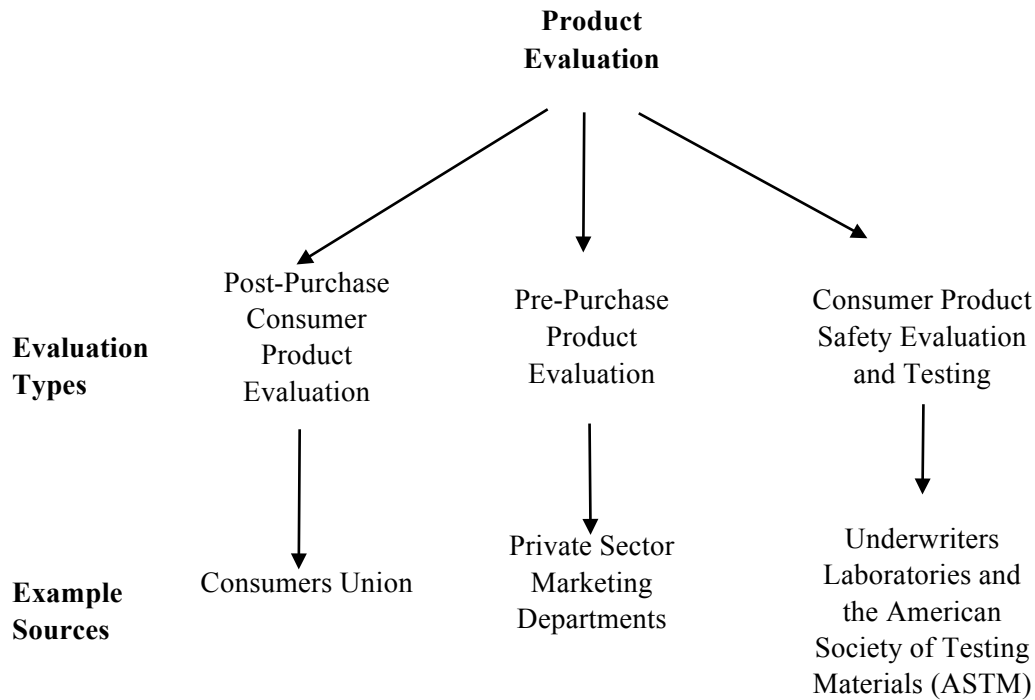 Product
Evaluation
Evaluation
Types
Post-Purchase
Consumer
Product
Evaluation
Pre-Purchase
Product
Evaluation
Consumer Product
Safety Evaluation
and Testing
Example
Sources
Consumers Union
Private Sector
Marketing
Departments
Underwriters
Laboratories and
the American
Society of Testing
Materials (ASTM)